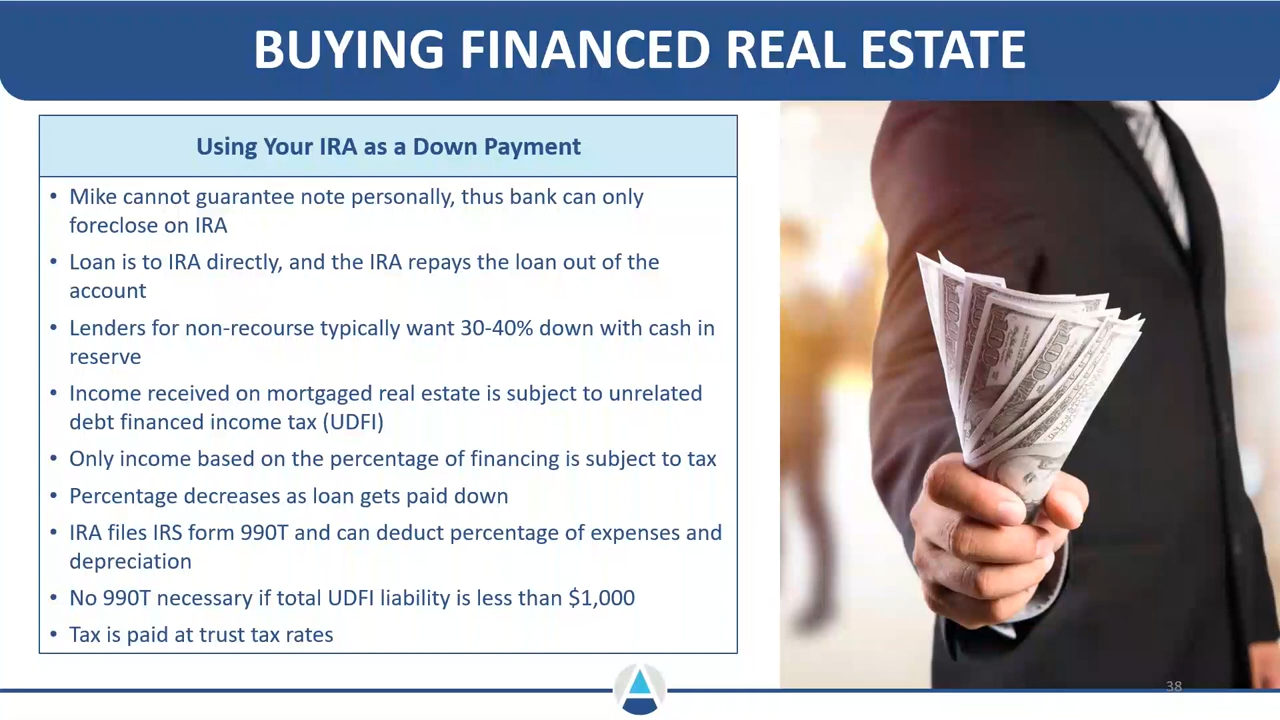 BUYING FINANCED REAL ESTATE
Using Your IRA as a Down Payment
• Mike cannot guarantee note personally, thus bank can only
foreclose on IRA
• Loan is to IRA directly, and the IRA repays the loan out of the
account
• Lenders for non-recourse typically want 30-40% down with cash in
reserve
• Income received on mortgaged real estate is subject to unrelated
debt financed income tax (UDFI)
• Only income based on the percentage of financing is subject to tax
• Percentage decreases as loan gets paid down
• IRA files IRS form 990T and can deduct percentage of expenses and
depreciation
• No 990T necessary if total UDFI liability is less than $1,000
• Tax is paid at trust tax rates
100
100
100
38